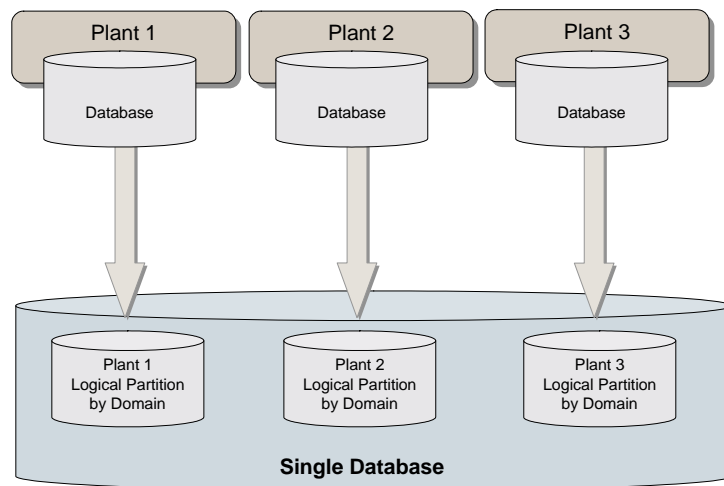 Plant 1
Plant 2
Plant 3
Database
Database
Database
Plant 1
Logical Partition
by Domain
Plant 2
Logical Partition
by Domain
Plant 3
Logical Partition
by Domain
Single Database